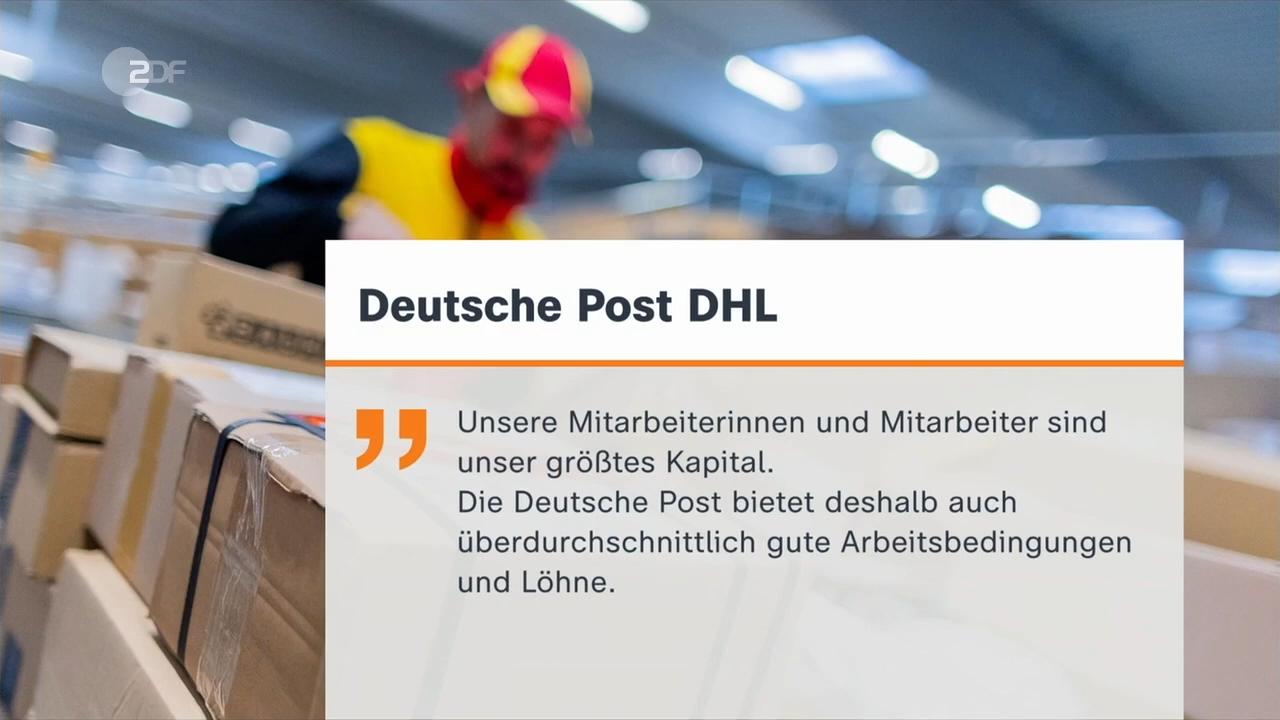 ZDF
Deutsche Post DHL
Unsere Mitarbeiterinnen und Mitarbeiter sind
unser größtes Kapital.
Die Deutsche Post bietet deshalb auch
überdurchschnittlich gute Arbeitsbedingungen
und Löhne.